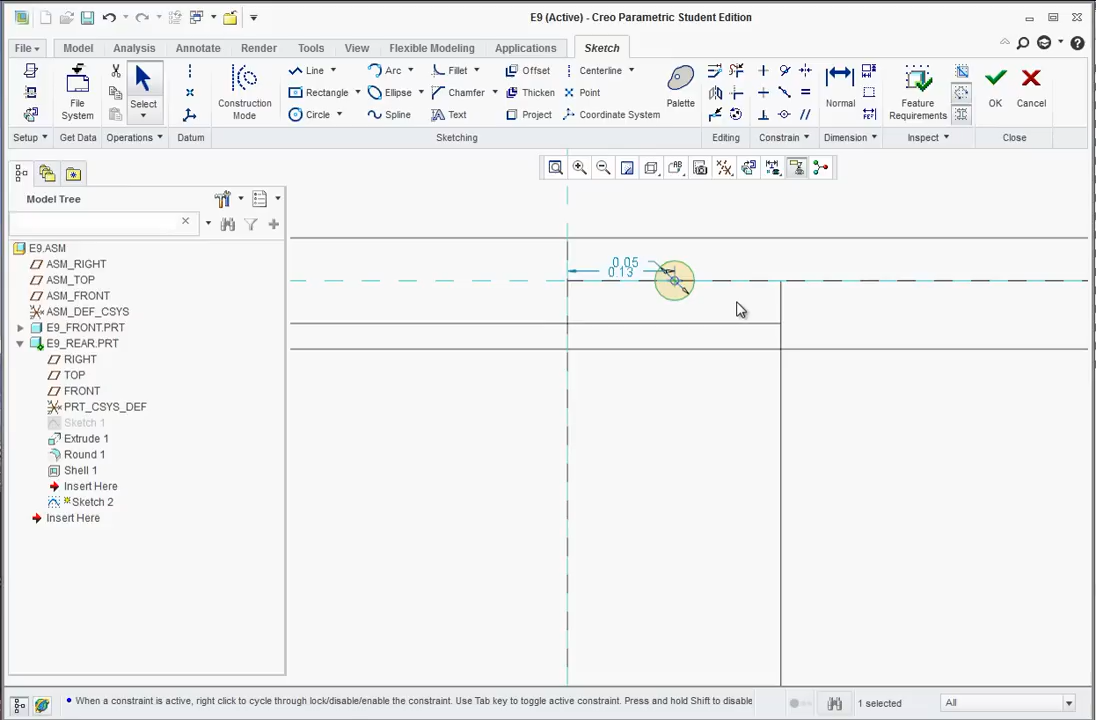 E9 (Active) - Creo Parametric Student Edition
File Model Analysis Annotate Render Tools View Flexible Modeling Applications Sketch
Line Arc Fillet Offset Centerline
Rectangle Ellipse Chamfer Thicken Point
Circle Spline Text Project Coordinate System
File System
Select
Construction Mode
Palette
Normal
Feature Requirements
OK
Cancel
Setup Get Data Operations Datum Sketching Editing Constrain Dimension Inspect Close
Model Tree
E9.ASM
ASM_RIGHT
ASM_TOP
ASM_FRONT
ASM_DEF_CSYS
E9_FRONT.PRT
E9_REAR.PRT
RIGHT
TOP
FRONT
PRT_CSYS_DEF
Sketch 1
Extrude 1
Round 1
Shell 1
Insert Here
Sketch 2
Insert Here
0.05
0.13
When a constraint is active, right click to cycle through lock/disable/enable the constraint. Use Tab key to toggle active constraint. Press and hold Shift to disable
1 selected
All